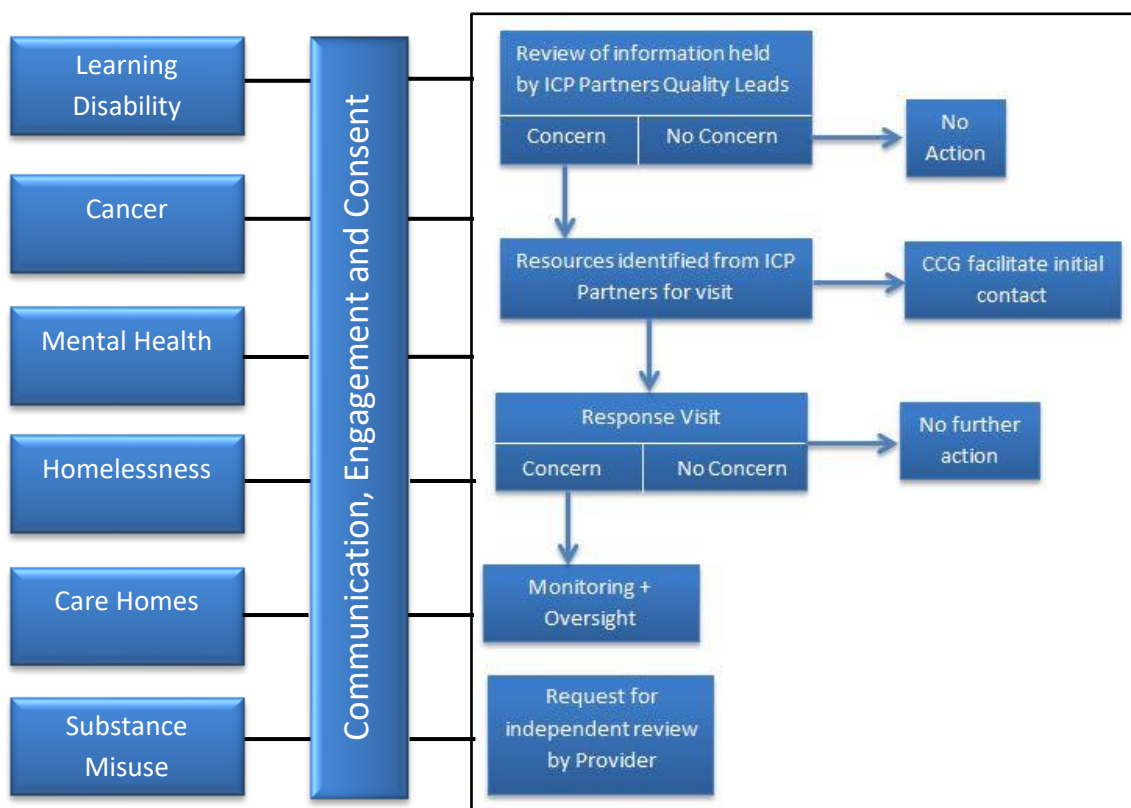 Learning
Disability
Cancer
Mental Health
Homelessness
Care Homes
Substance
Misuse
Communication, Engagement and Consent
Review of information held
by ICP Partners Quality Leads
Concern
No Concern
No
Action
Resources identified from ICP
Partners for visit
CCG facilitate initial
contact
Response Visit
Concern
No Concern
No further
action
Monitoring +
Oversight
Request for
independent review
by Provider